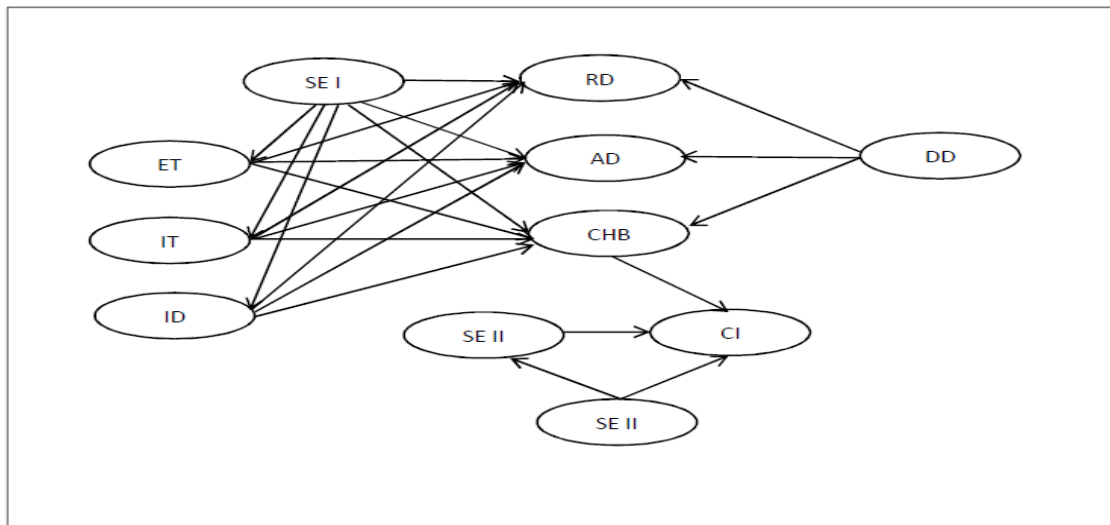 SE I
RD
ET
AD
DD
IT
CHB
ID
SE II
CI
SE II